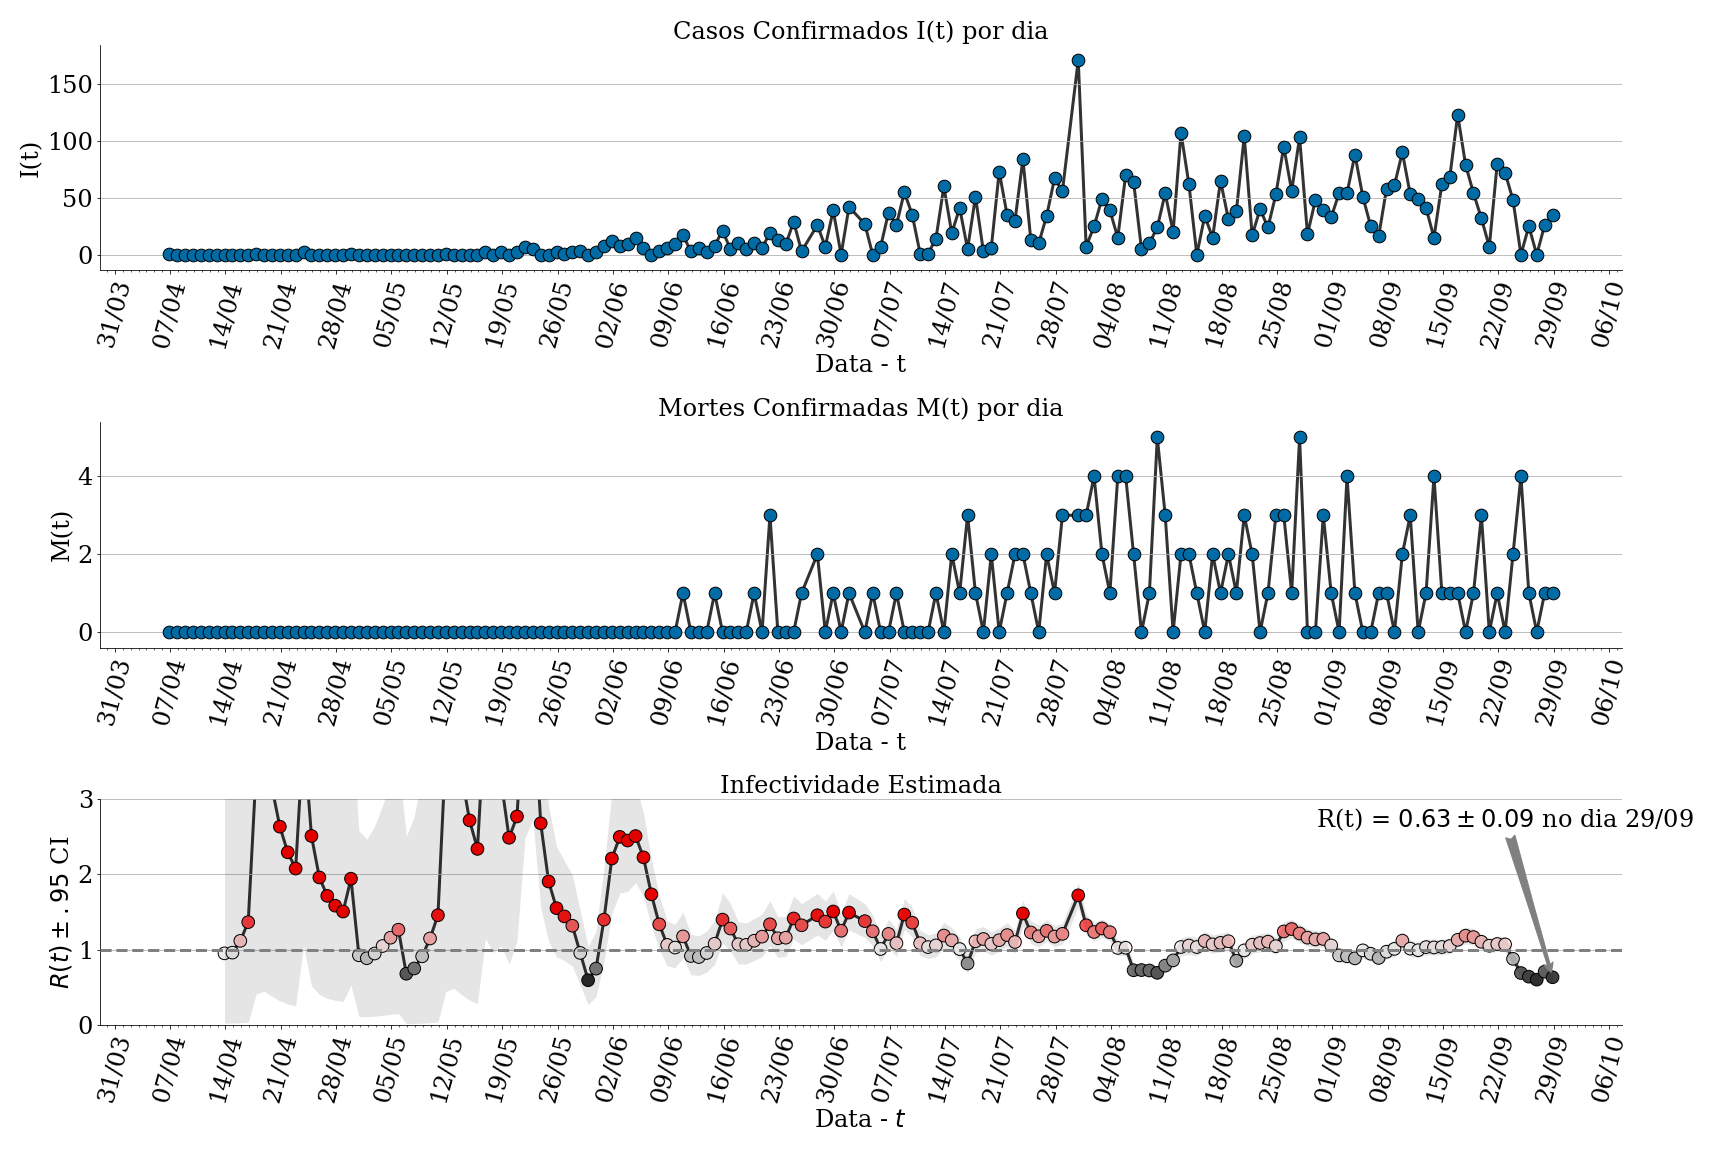 Casos Confirmados I(t) por dia
I(t)
150
100
50
0
31/03 07/04 14/04 21/04 28/04 05/05 12/05 19/05 26/05 02/06 09/06 16/06 23/06 30/06 07/07 14/07 21/07 28/07 04/08 11/08 18/08 25/08 01/09 08/09 15/09 22/09 29/09 06/10
Data - t
Mortes Confirmadas M(t) por dia
M(t)
4
2
0
31/03 07/04 14/04 21/04 28/04 05/05 12/05 19/05 26/05 02/06 09/06 16/06 23/06 30/06 07/07 14/07 21/07 28/07 04/08 11/08 18/08 25/08 01/09 08/09 15/09 22/09 29/09 06/10
Data - t
Infectividade Estimada
R(t) ± .95 CI
3
2
1
0
R(t) = 0.63 ± 0.09 no dia 29/09
31/03 07/04 14/04 21/04 28/04 05/05 12/05 19/05 26/05 02/06 09/06 16/06 23/06 30/06 07/07 14/07 21/07 28/07 04/08 11/08 18/08 25/08 01/09 08/09 15/09 22/09 29/09 06/10
Data - t